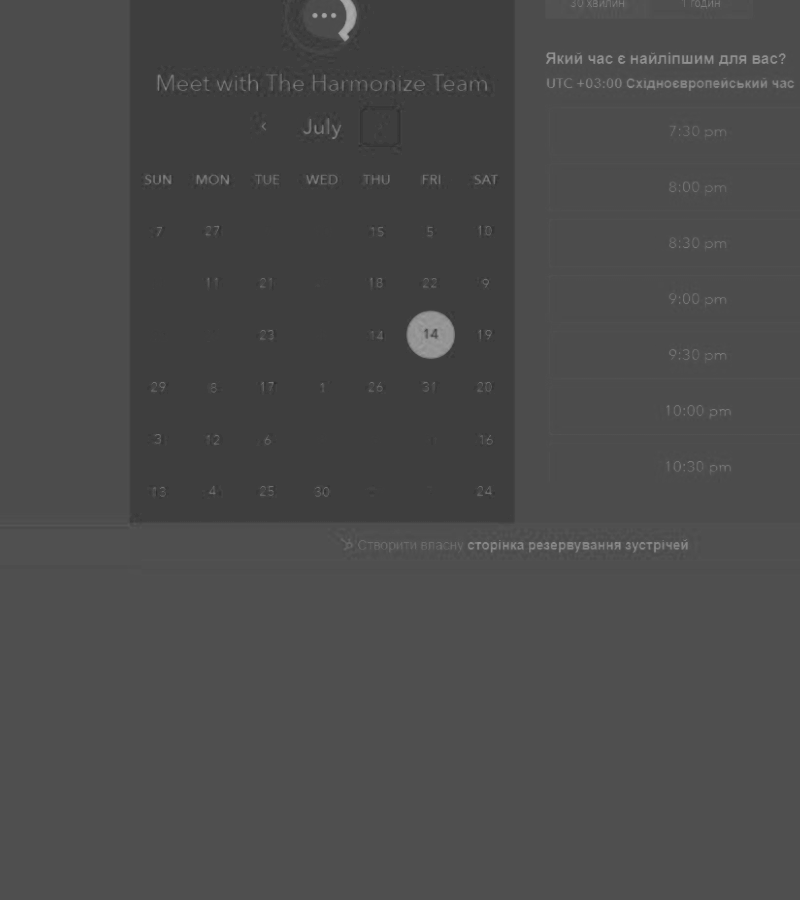 30 хвилин 1 годин
Який час є найліпшим для вас?
UTC +03:00 Східноєвропейський час
Meet with The Harmonize Team
July
SUN MON TUE WED THU FRI SAT
7 27 15 5 10
11 21 18 22 9
23 14 14 19
29 8 17 1 26 31 20
3 12 6 16
13 4 25 30 24
7:30 pm
8:00 pm
8:30 pm
9:00 pm
9:30 pm
10:00 pm
10:30 pm
Створити власну сторінка резервування зустрічей